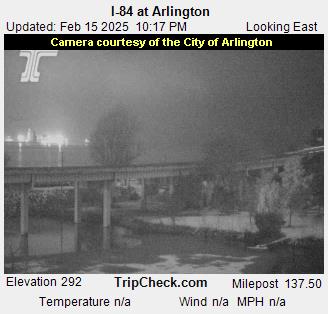 I-84 at Arlington
Updated: Feb 15 2025 10:17 PM Looking East
Camera courtesy of the City of Arlington
Elevation 292 TripCheck.com Milepost 137.50
Temperature n/a Wind n/a MPH n/a